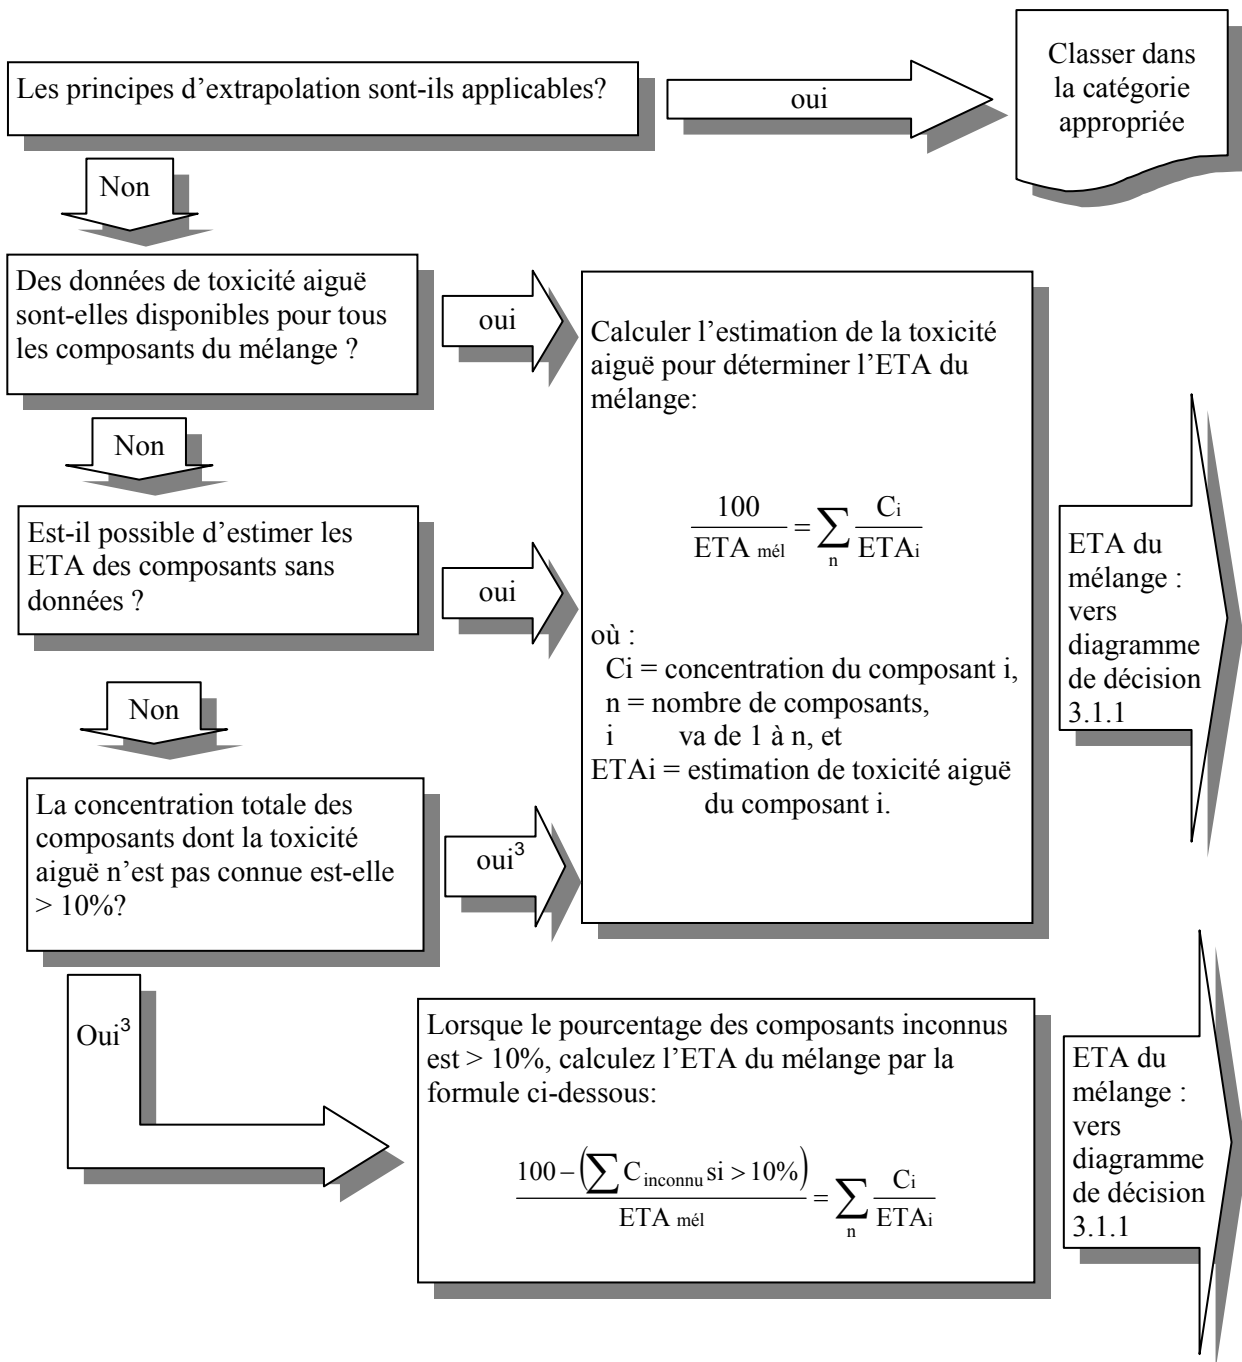 Les principes d'extrapolation sont-ils applicables?
oui
Classer dans
la catégorie
appropriée
Non
Des données de toxicité aiguë
sont-elles disponibles pour tous
les composants du mélange ?
oui
Non
Est-il possible d'estimer les
ETA des composants sans
données ?
oui
Non
La concentration totale des
composants dont la toxicité
aiguë n'est pas connue est-elle
> 10%?
oui³
Calculer l'estimation de la toxicité
aiguë pour déterminer l'ETA du
mélange:
100 / ETA mél = ∑ n Ci / ETAi
où :
Ci = concentration du composant i,
n = nombre de composants,
i va de 1 à n, et
ETAi = estimation de toxicité aiguë
du composant i.
ETA du
mélange :
vers
diagramme
de décision
3.1.1
Oui³
Lorsque le pourcentage des composants inconnus
est > 10%, calculez l'ETA du mélange par la
formule ci-dessous:
100 – (∑ C inconnu si > 10%) / ETA mél = ∑ n Ci / ETAi
ETA du
mélange :
vers
diagramme
de décision
3.1.1